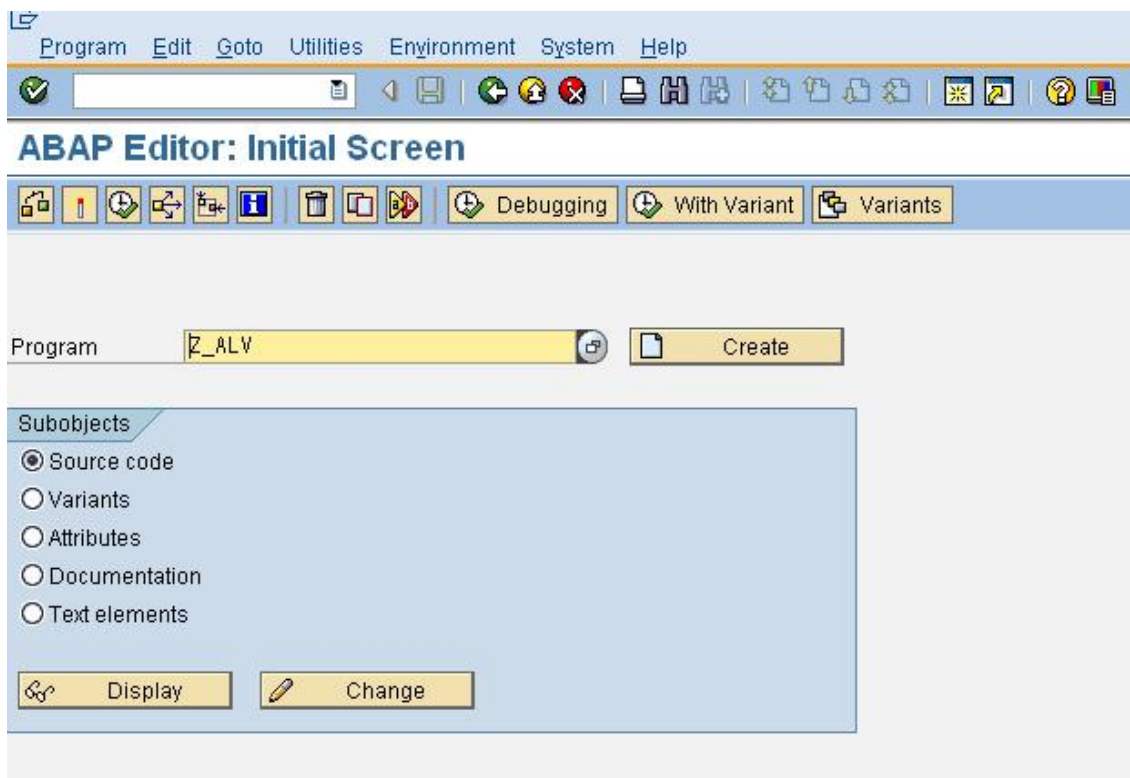 Program Edit Goto Utilities Environment System Help
ABAP Editor: Initial Screen
Debugging With Variant Variants
Program Z_ALV Create
Subobjects
Source code
Variants
Attributes
Documentation
Text elements
Display Change